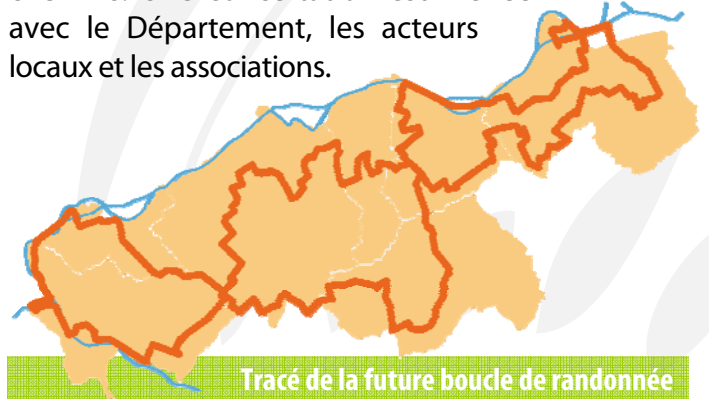 avec le Département, les acteurs
locaux et les associations.
Tracé de la future boucle de randonnée